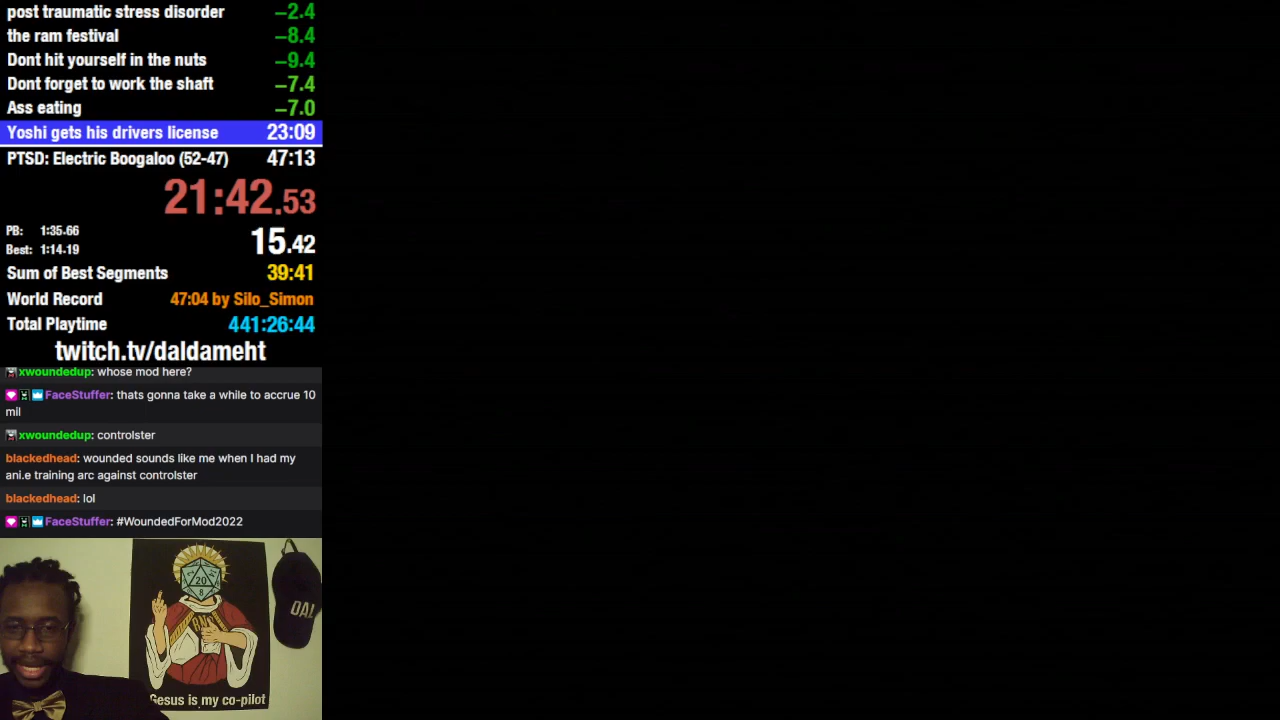 post traumatic stress disorder −2.4
the ram festival −8.4
Dont hit yourself in the nuts −9.4
Dont forget to work the shaft −7.4
Ass eating −7.0
Yoshi gets his drivers license 23:09
PTSD: Electric Boogaloo (52-47) 47:13
21:42.53
PB: 1:35.66
Best: 1:14.19
15.42
Sum of Best Segments 39:41
World Record 47:04 by Silo_Simon
Total Playtime 441:26:44
twitch.tv/daldameht
xwoundedup: whose mod here?
FaceStuffer: thats gonna take a while to accrue 10
mil
xwoundedup: controlster
blackedhead: wounded sounds like me when I had my
ani.e training arc against controlster
blackedhead: lol
FaceStuffer: #WoundedForMod2022
20
8
DAL
Gesus is my co-pilot